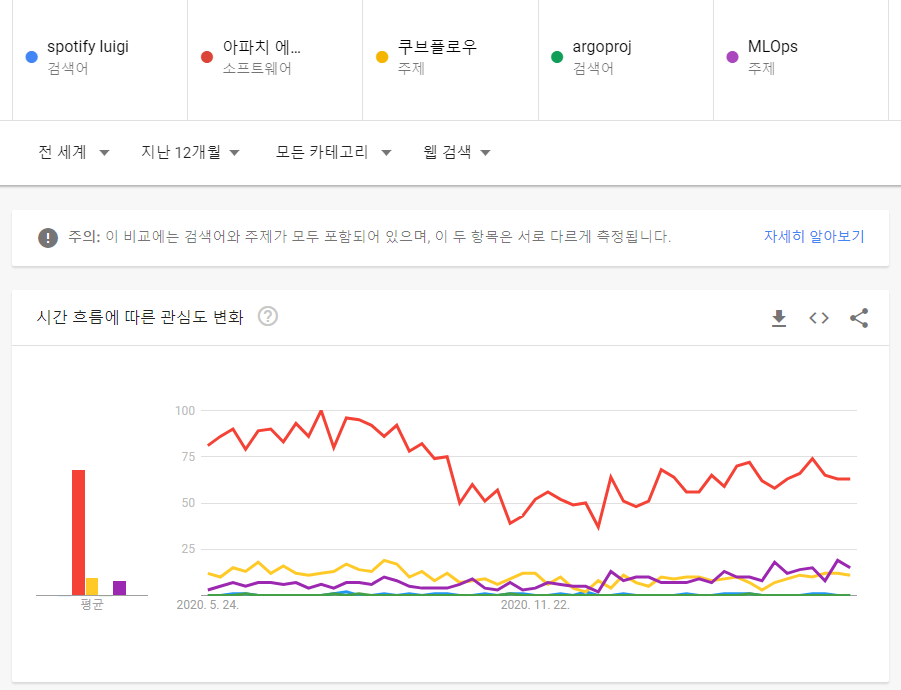 spotify luigi
검색어
아파치 에...
소프트웨어
쿠브플로우
주제
argoproj
검색어
MLOps
주제
전 세계
지난 12개월
모든 카테고리
웹 검색
주의: 이 비교에는 검색어와 주제가 모두 포함되어 있으며, 이 두 항목은 서로 다르게 측정됩니다.
자세히 알아보기
시간 흐름에 따른 관심도 변화
100
75
50
25
평균
2020. 5. 24.
2020. 11. 22.